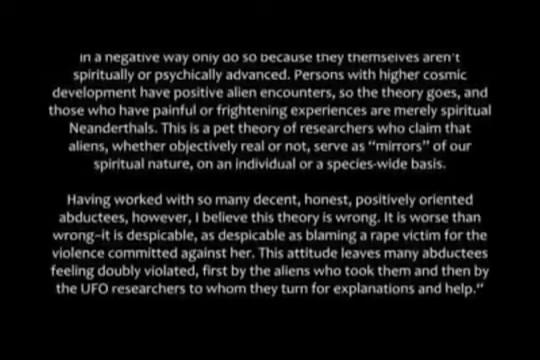 in a negative way only do so because they themselves aren't
spiritually or psychically advanced. Persons with higher cosmic
development have positive alien encounters, so the theory goes, and
those who have painful or frightening experiences are merely spiritual
Neanderthals. This is a pet theory of researchers who claim that
aliens, whether objectively real or not, serve as “mirrors” of our
spiritual nature, on an individual or a species-wide basis.

Having worked with so many decent, honest, positively oriented
abductees, however, I believe this theory is wrong. It is worse than
wrong–it is despicable, as despicable as blaming a rape victim for the
violence committed against her. This attitude leaves many abductees
feeling doubly violated, first by the aliens who took them and then by
the UFO researchers to whom they turn for explanations and help.“